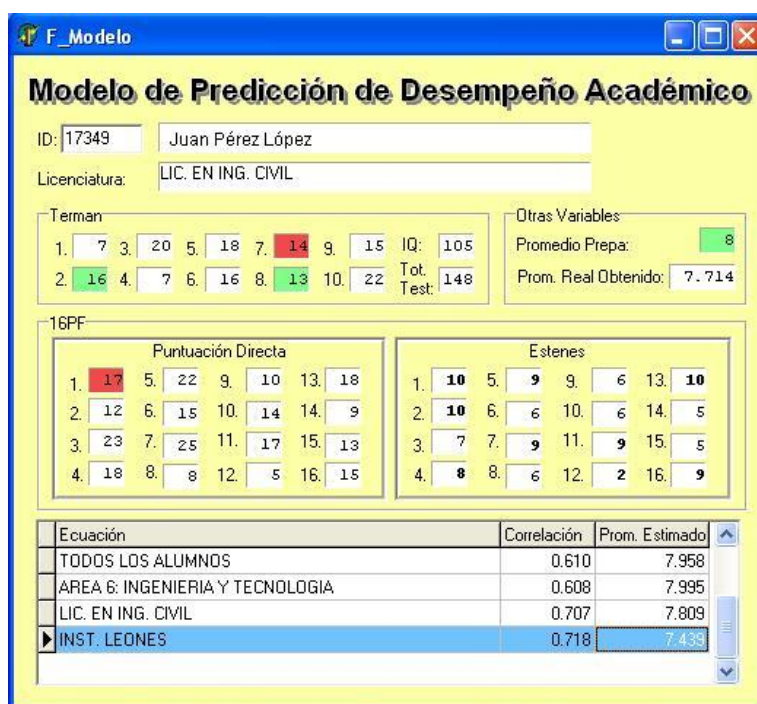 F_Modelo
Modelo de Predicción de Desempeño Académico
ID: 17349 Juan Pérez López
Licenciatura: LIC. EN ING. CIVIL
Terman
1. 7 3. 20 5. 18 7. 14 9. 15 IQ: 105
2. 16 4. 7 6. 16 8. 13 10. 22 Tot. Test: 148
Otras Variables
Promedio Prepa: 8
Prom. Real Obtenido: 7.714
16PF
Puntuación Directa
1. 17 5. 22 9. 10 13. 18
2. 12 6. 15 10. 14 14. 9
3. 23 7. 25 11. 17 15. 13
4. 18 8. 8 12. 5 16. 15
Estenes
1. 10 5. 9 9. 6 13. 10
2. 10 6. 6 10. 6 14. 5
3. 7 7. 9 11. 9 15. 5
4. 8 8. 6 12. 2 16. 9
Ecuación Correlación Prom. Estimado
TODOS LOS ALUMNOS 0.610 7.958
AREA 6: INGENIERIA Y TECNOLOGIA 0.608 7.995
LIC. EN ING. CIVIL 0.707 7.809
INST. LEONES 0.718 7.439